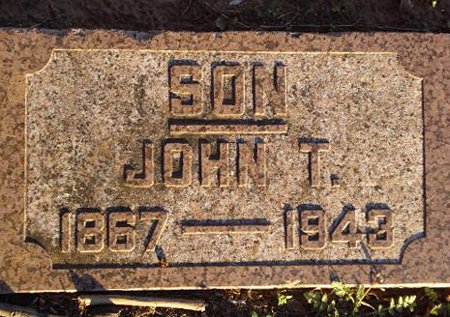 SON
JOHN T.
1867 — 1943